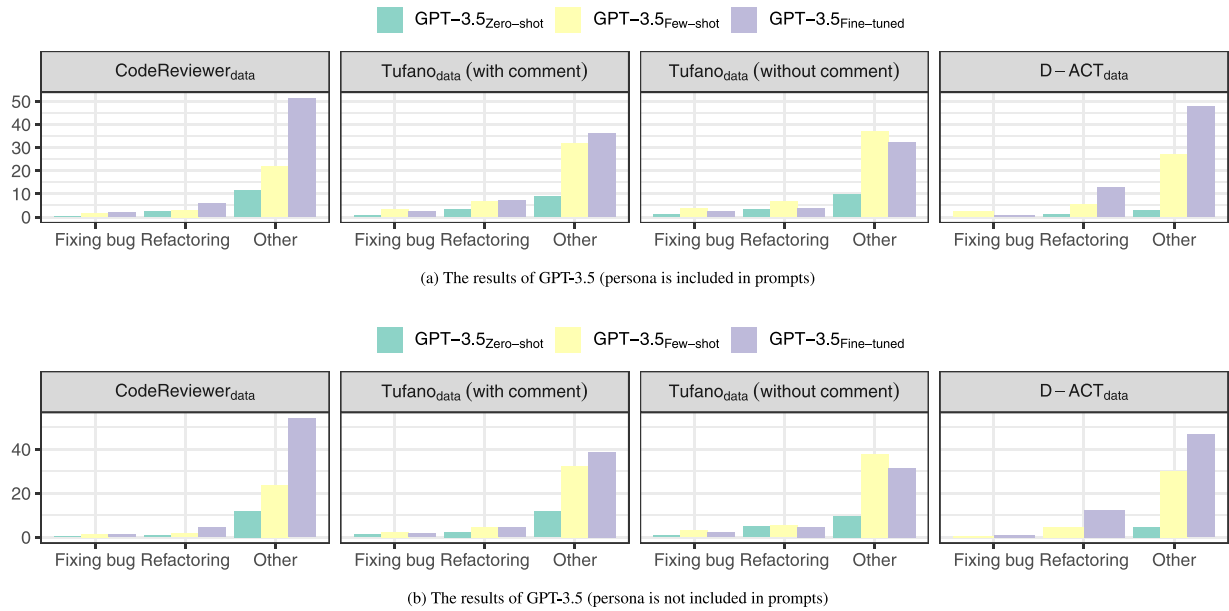 GPT−3.5Zero−shot GPT−3.5Few−shot GPT−3.5Fine−tuned
CodeReviewerdata Tufanodata (with comment) Tufanodata (without comment) D−ACTdata
50
40
30
20
10
0
Fixing bug Refactoring Other Fixing bug Refactoring Other Fixing bug Refactoring Other Fixing bug Refactoring Other
(a) The results of GPT-3.5 (persona is included in prompts)
GPT−3.5Zero−shot GPT−3.5Few−shot GPT−3.5Fine−tuned
CodeReviewerdata Tufanodata (with comment) Tufanodata (without comment) D−ACTdata
40
20
0
Fixing bug Refactoring Other Fixing bug Refactoring Other Fixing bug Refactoring Other Fixing bug Refactoring Other
(b) The results of GPT-3.5 (persona is not included in prompts)